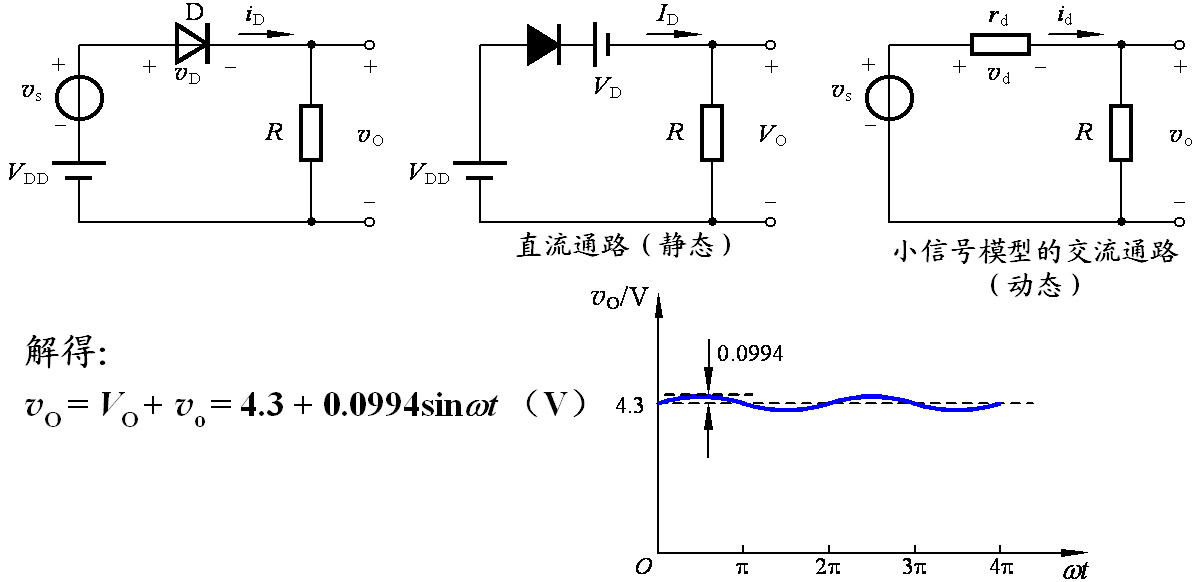 D
i_D
+ v_D −
+
v_s
−
V_DD
R
+
v_O
−
I_D
V_D
V_DD
R
+
V_O
−
直流通路（静态）
r_d
i_d
+ v_d −
+
v_s
−
R
+
v_o
−
小信号模型的交流通路
（动态）
解得:
v_O = V_O + v_o = 4.3 + 0.0994sinωt （V）
v_O/V
0.0994
4.3
O π 2π 3π 4π ωt